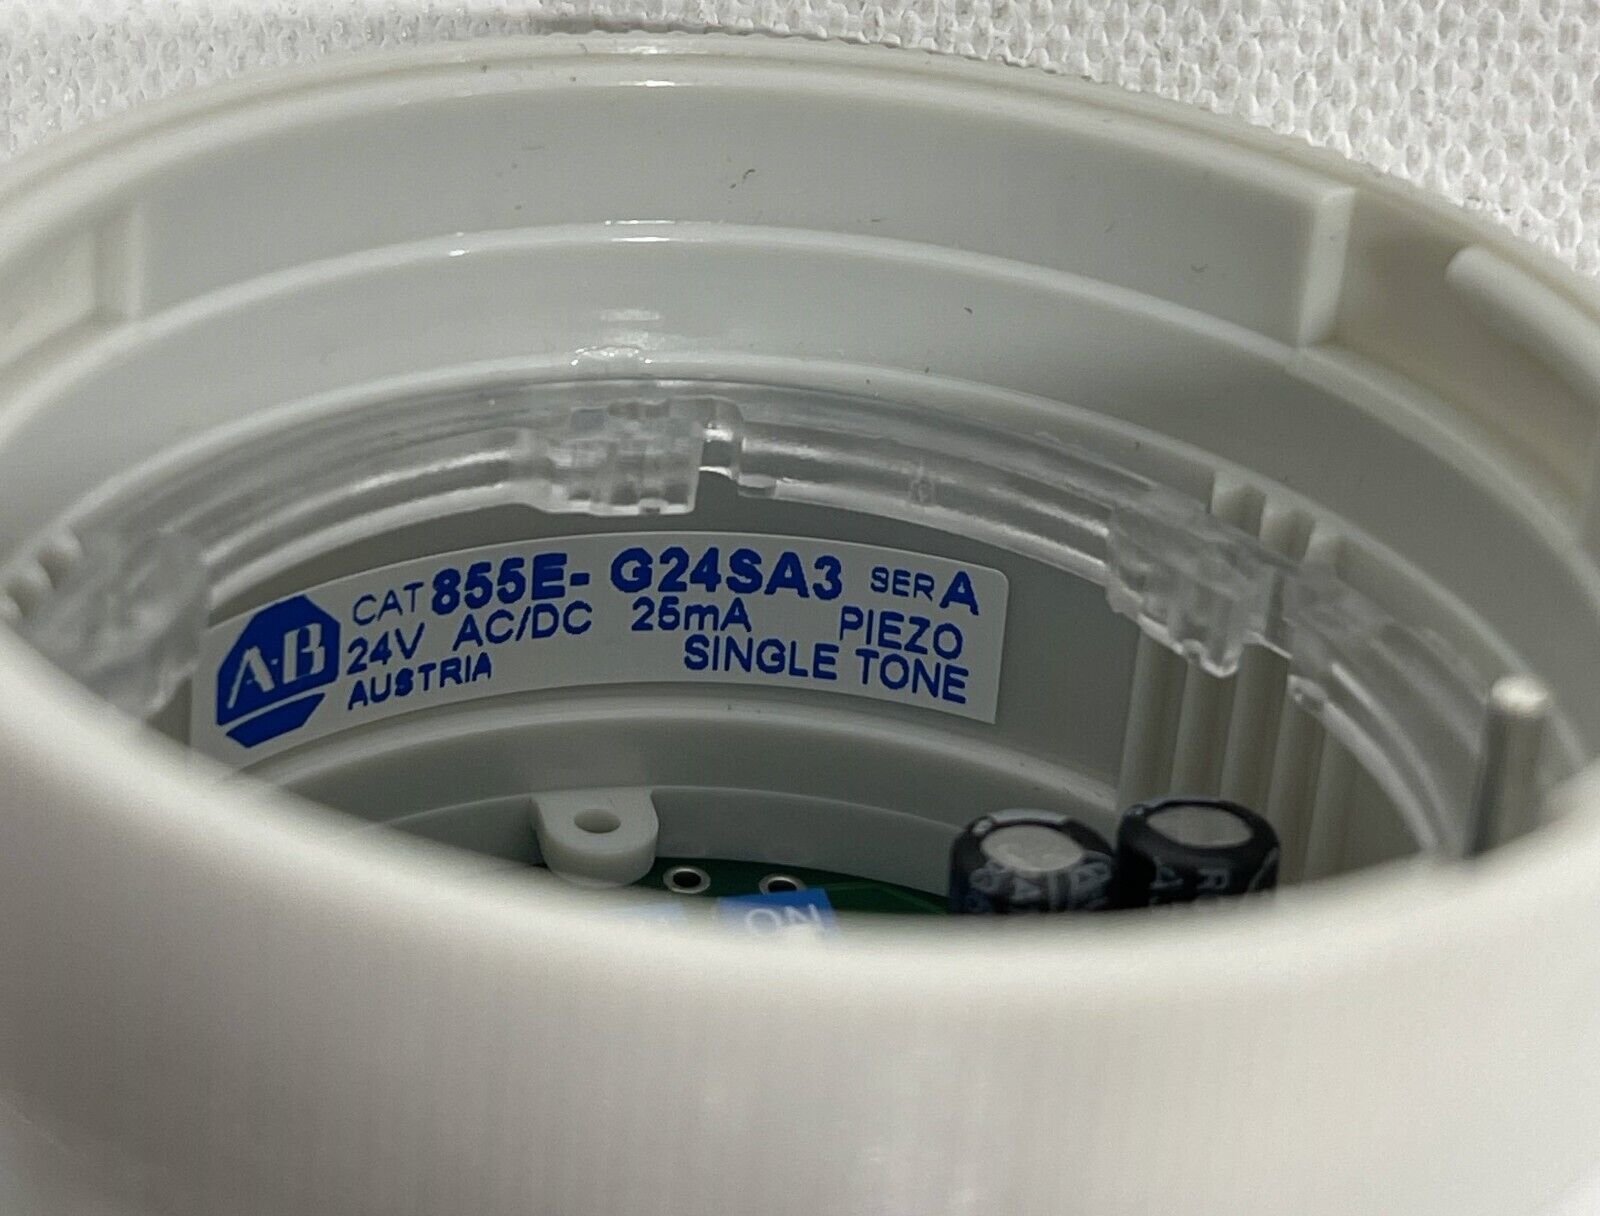 A-B CAT 855E- G24SA3 SER A
24V AC/DC 25mA PIEZO
AUSTRIA SINGLE TONE
ON